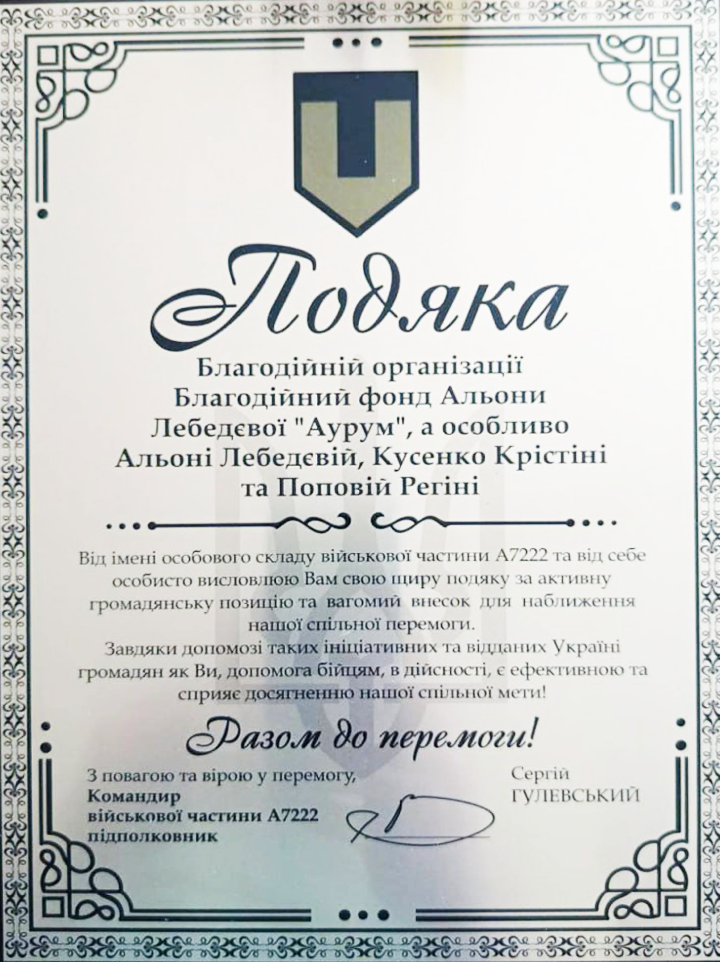 Подяка
Благодійній організації
Благодійний фонд Альони
Лебедєвої "Аурум", а особливо
Альоні Лебедєвій, Кусенко Крістіні
та Поповій Регіні
Від імені особового складу військової частини А7222 та від себе
особисто висловлюю Вам свою щиру подяку за активну
громадянську позицію та вагомий внесок для наближення
нашої спільної перемоги.
Завдяки допомозі таких ініціативних та відданих Україні
громадян як Ви, допомога бійцям, в дійсності, є ефективною та
сприяє досягненню нашої спільної мети!
Разом до перемоги!
З повагою та вірою у перемогу,
Командир
військової частини А7222
підполковник
Сергій
ГУЛЕВСЬКИЙ